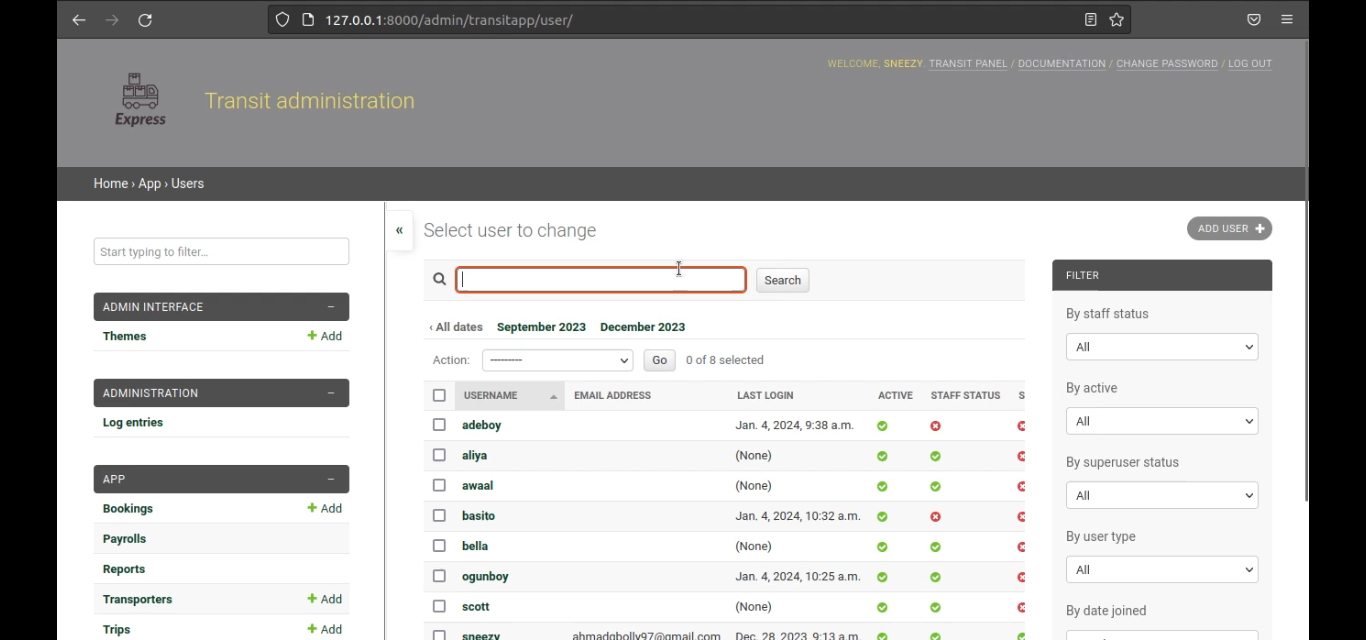 127.0.0.1:8000/admin/transitapp/user/
WELCOME, SNEEZY. TRANSIT PANEL / DOCUMENTATION / CHANGE PASSWORD / LOG OUT
Express
Transit administration
Home › App › Users
Start typing to filter...
ADMIN INTERFACE −
Themes + Add
ADMINISTRATION −
Log entries
APP −
Bookings + Add
Payrolls
Reports
Transporters + Add
Trips + Add
«
Select user to change
ADD USER +
Search
‹ All dates September 2023 December 2023
Action: --------- Go 0 of 8 selected
USERNAME EMAIL ADDRESS LAST LOGIN ACTIVE STAFF STATUS S
adeboy Jan. 4, 2024, 9:38 a.m.
aliya (None)
awaal (None)
basito Jan. 4, 2024, 10:32 a.m.
bella (None)
ogunboy Jan. 4, 2024, 10:25 a.m.
scott (None)
sneezy ahmadgbolly97@gmail.com Dec. 28, 2023, 9:13 a.m.
FILTER
By staff status
All
By active
All
By superuser status
All
By user type
All
By date joined